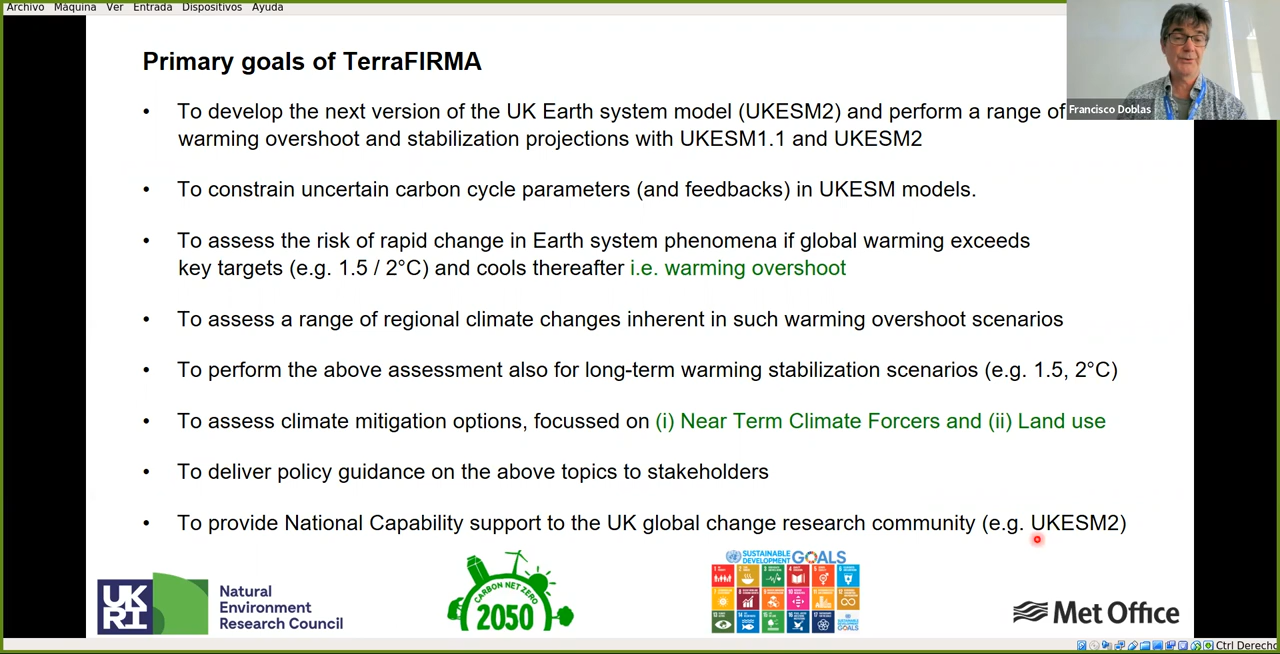 Archivo Máquina Ver Entrada Dispositivos Ayuda
Primary goals of TerraFIRMA
Francisco Doblas
• To develop the next version of the UK Earth system model (UKESM2) and perform a range of
warming overshoot and stabilization projections with UKESM1.1 and UKESM2
• To constrain uncertain carbon cycle parameters (and feedbacks) in UKESM models.
• To assess the risk of rapid change in Earth system phenomena if global warming exceeds
key targets (e.g. 1.5 / 2°C) and cools thereafter i.e. warming overshoot
• To assess a range of regional climate changes inherent in such warming overshoot scenarios
• To perform the above assessment also for long-term warming stabilization scenarios (e.g. 1.5, 2°C)
• To assess climate mitigation options, focussed on (i) Near Term Climate Forcers and (ii) Land use
• To deliver policy guidance on the above topics to stakeholders
• To provide National Capability support to the UK global change research community (e.g. UKESM2)
UK
RI
Natural
Environment
Research Council
CARBON NET ZERO
2050
SUSTAINABLE
DEVELOPMENT
GOALS
Met Office
Ctrl Derecho